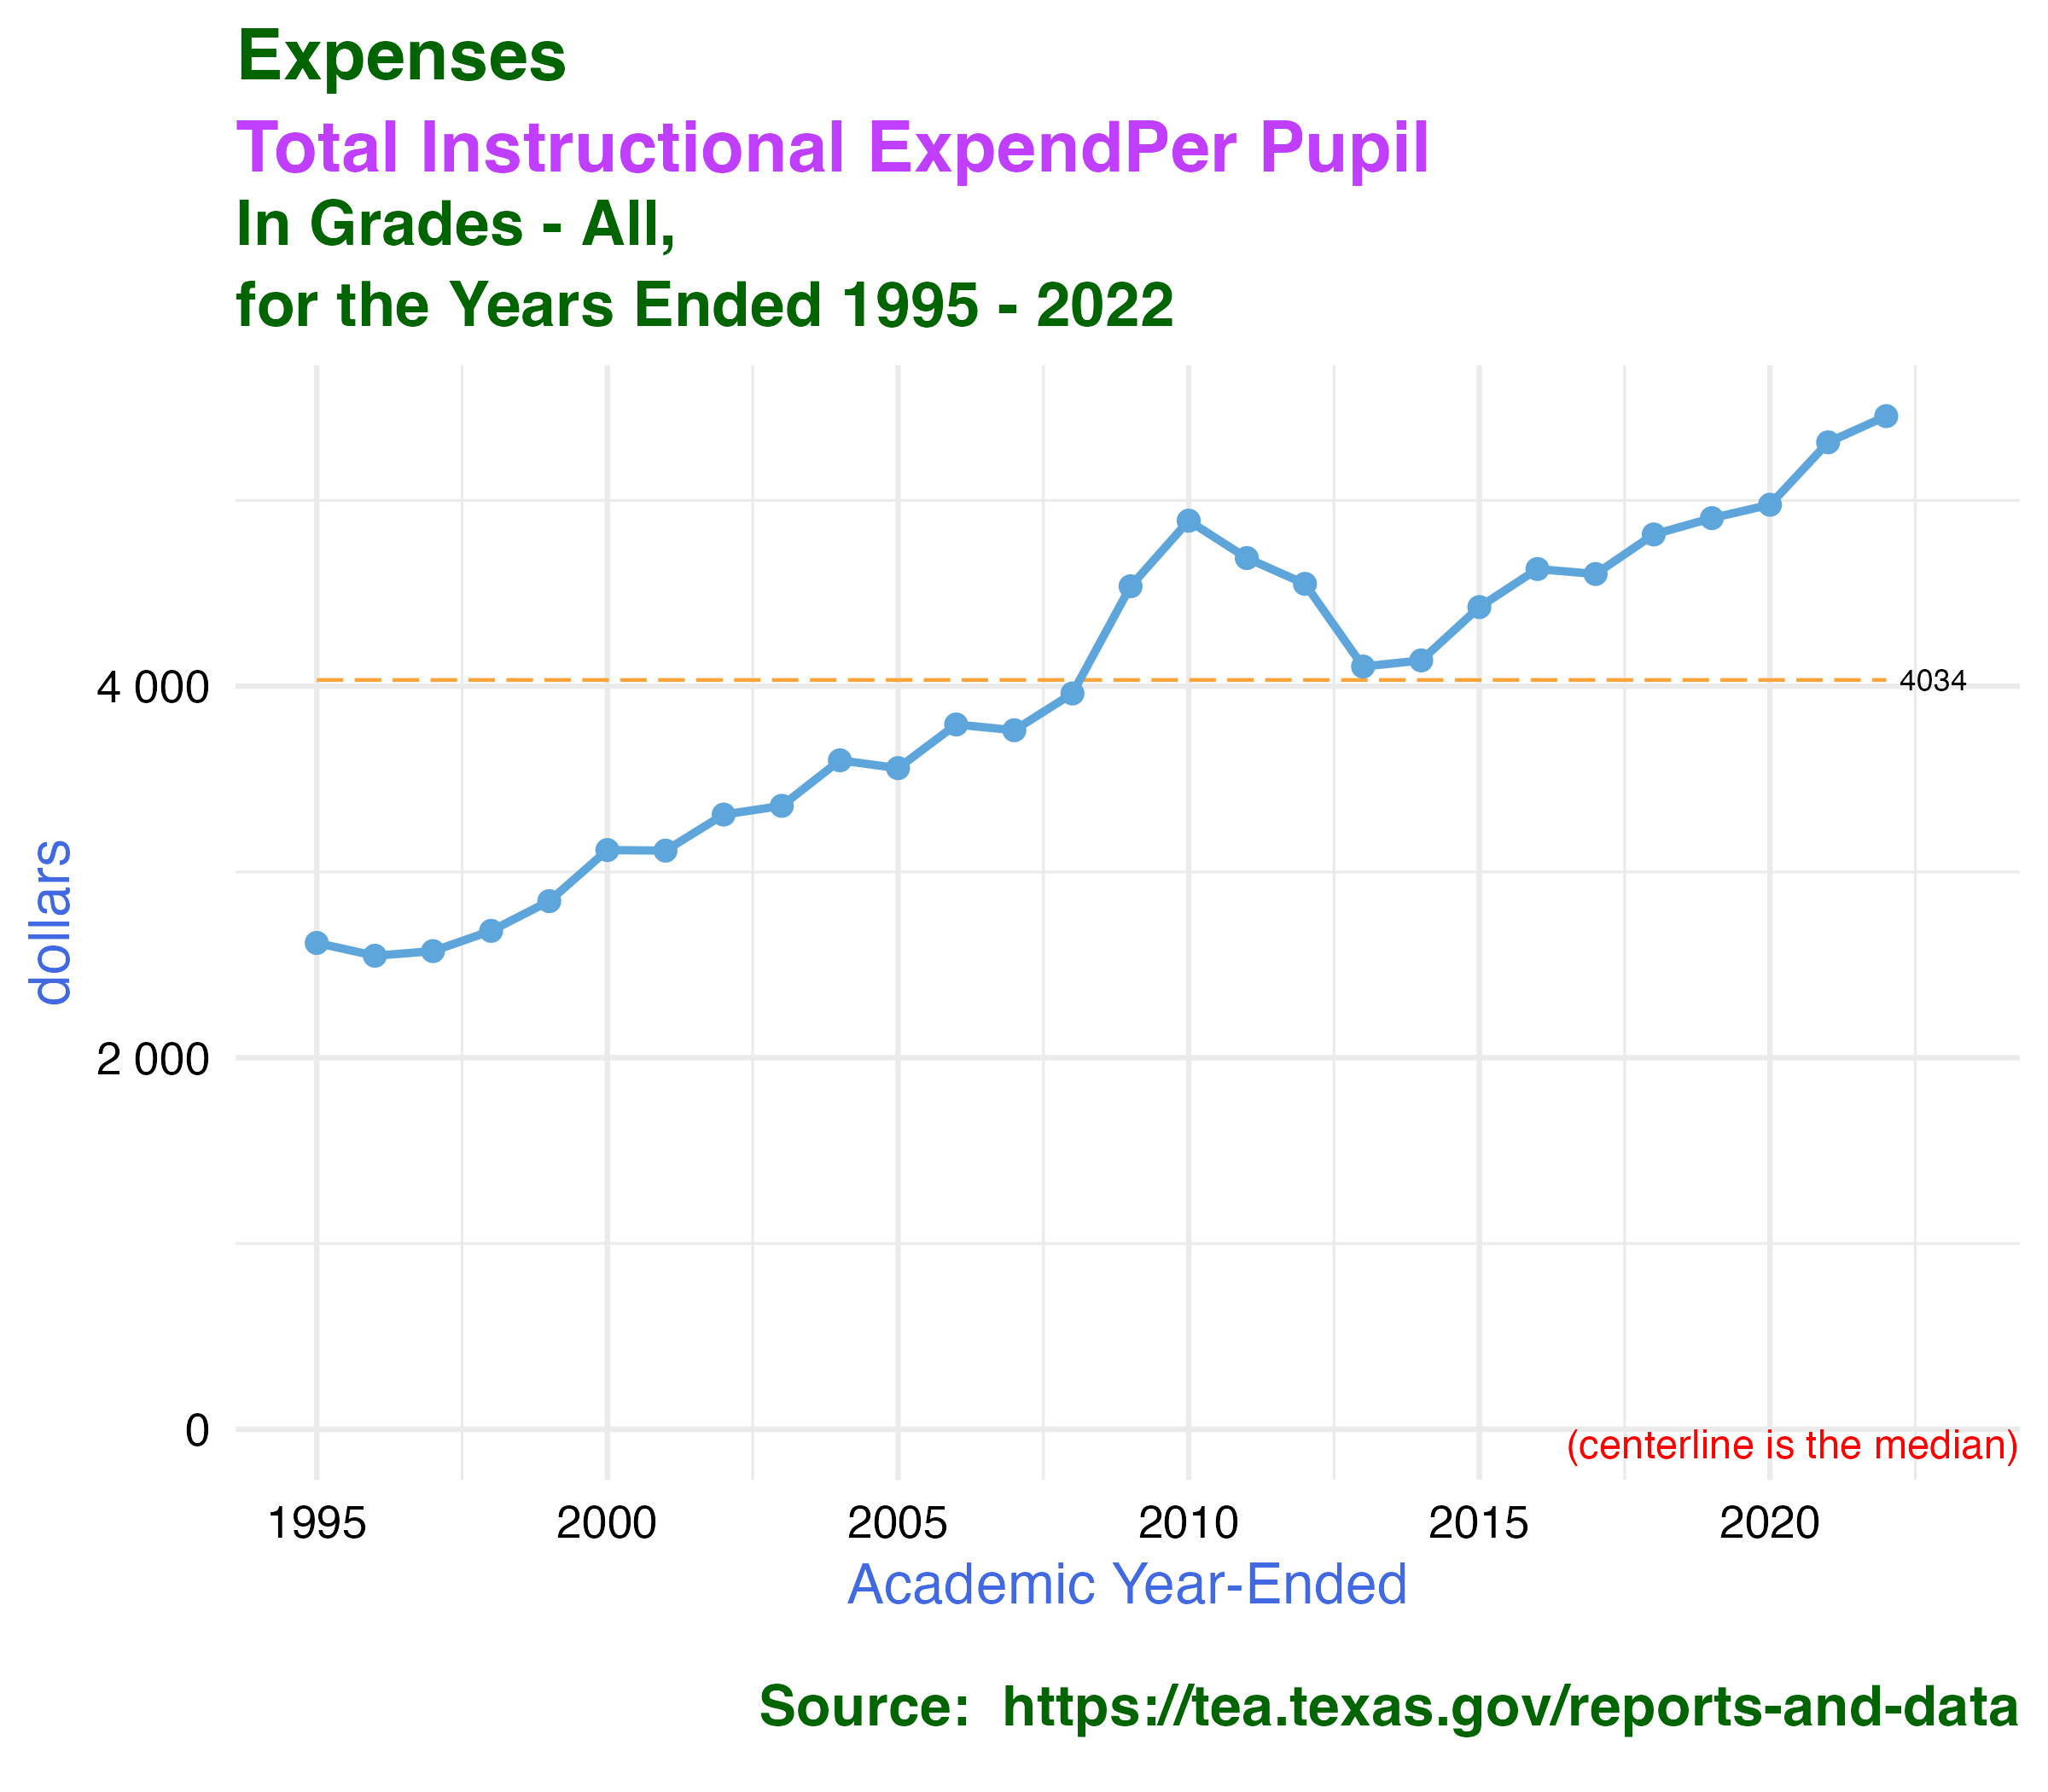 Expenses
Total Instructional ExpendPer Pupil
In Grades - All,
for the Years Ended 1995 - 2022
4 000
4034
dollars
2 000
0
(centerline is the median)
1995 2000 2005 2010 2015 2020
Academic Year-Ended
Source:  https://tea.texas.gov/reports-and-data